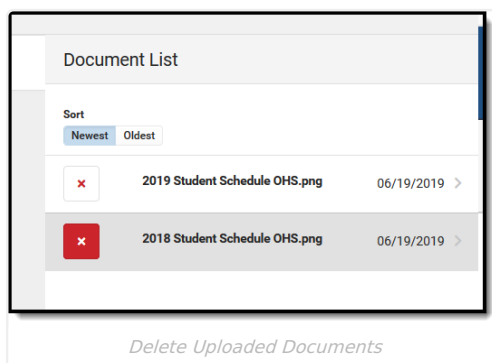 Document List
Sort
Newest Oldest
2019 Student Schedule OHS.png 06/19/2019
2018 Student Schedule OHS.png 06/19/2019
Delete Uploaded Documents